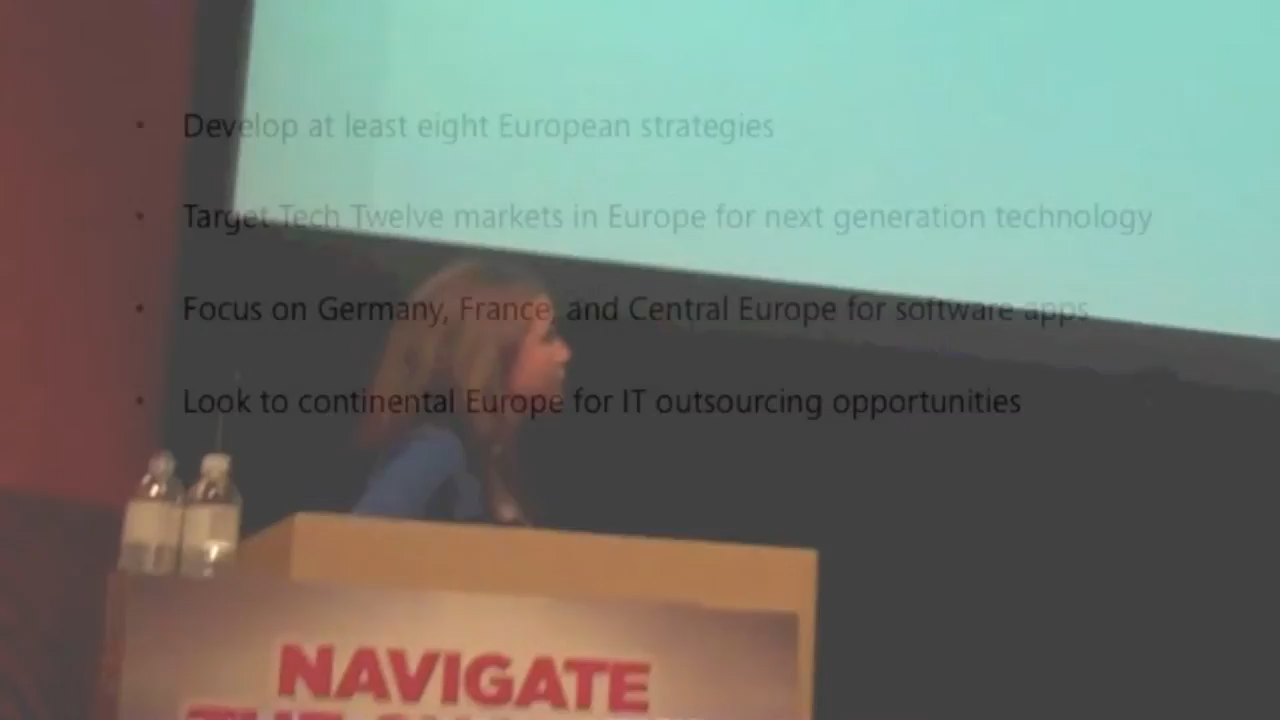 • Develop at least eight European strategies
• Target Tech Twelve markets in Europe for next generation technology
• Focus on Germany, France, and Central Europe for software apps
• Look to continental Europe for IT outsourcing opportunities
NAVIGATE
THE